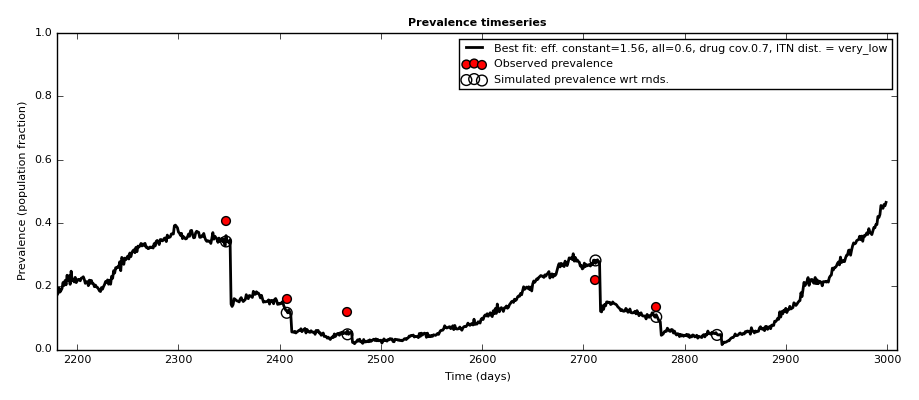 Prevalence timeseries
Best fit: eff. constant=1.56, all=0.6, drug cov.0.7, ITN dist. = very_low
Observed prevalence
Simulated prevalence wrt rnds.
Prevalence (population fraction)
1.0
0.8
0.6
0.4
0.2
0.0
2200 2300 2400 2500 2600 2700 2800 2900 3000
Time (days)